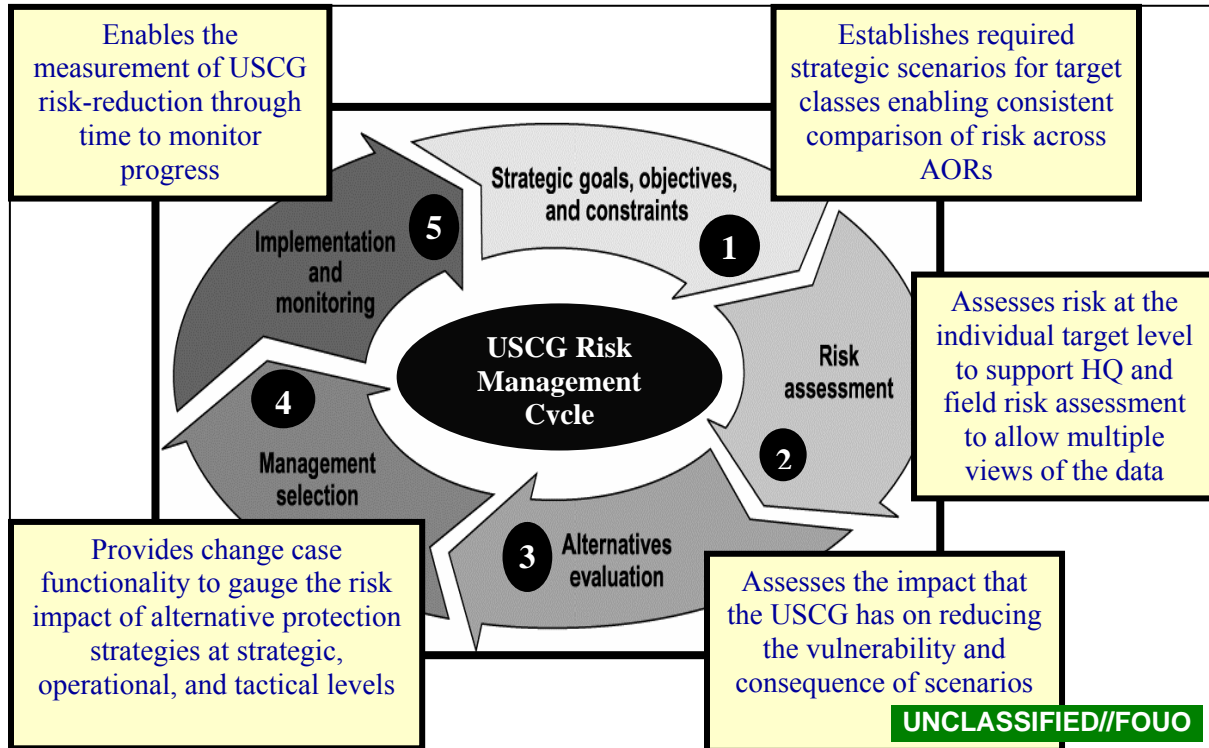 Enables the
measurement of USCG
risk-reduction through
time to monitor
progress
Establishes required
strategic scenarios for target
classes enabling consistent
comparison of risk across
AORs
Strategic goals, objectives,
and constraints
1
5
Implementation
and
monitoring
USCG Risk
Management
Cvcle
Risk
assessment
2
Assesses risk at the
individual target level
to support HQ and
field risk assessment
to allow multiple
views of the data
4
Management
selection
3
Alternatives
evaluation
Provides change case
functionality to gauge the risk
impact of alternative protection
strategies at strategic,
operational, and tactical levels
Assesses the impact that
the USCG has on reducing
the vulnerability and
consequence of scenarios
UNCLASSIFIED//FOUO